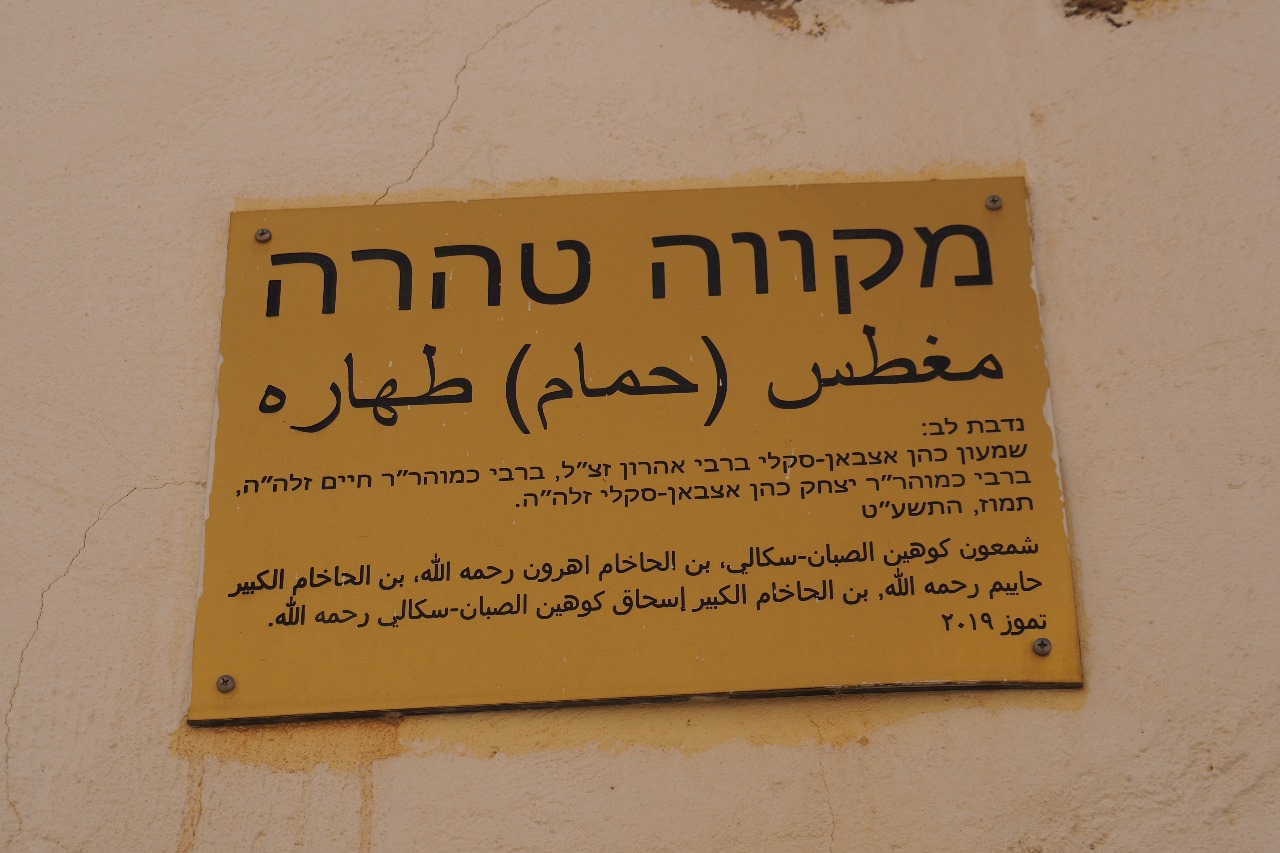 מקווה טהרה
مغطس (حمام) طهاره
נדבת לב:
שמעון כהן אצבאן-סקלי ברבי אהרון זצ״ל, ברבי כמוהר״ר חיים זלה״ה,
ברבי כמוהר״ר יצחק כהן אצבאן-סקלי זלה״ה.
תמוז, התשע״ט
شمعون كوهين الصبان-سكالي، بن الحاخام اهرون رحمه الله، بن الحاخام الكبير
حاييم رحمه الله, بن الحاخام الكبير إسحاق كوهين الصبان-سكالي رحمه الله.
تموز ٢٠١٩